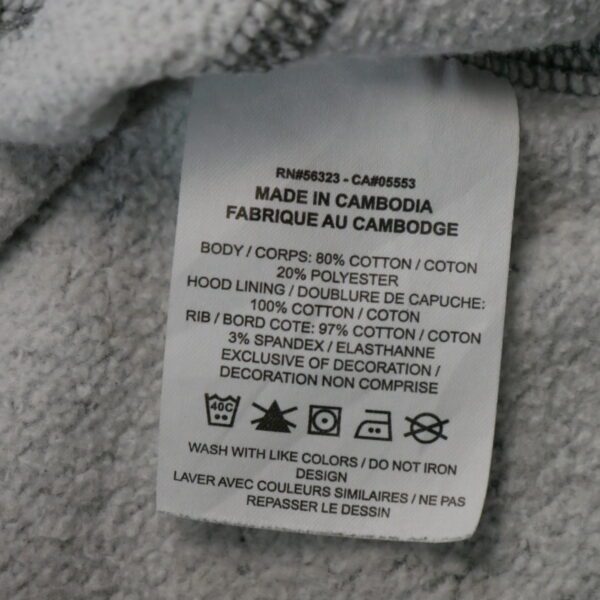 RN#56323 - CA#05553
MADE IN CAMBODIA
FABRIQUE AU CAMBODGE
BODY / CORPS: 80% COTTON / COTON
20% POLYESTER
HOOD LINING / DOUBLURE DE CAPUCHE:
100% COTTON / COTON
RIB / BORD COTE: 97% COTTON / COTON
3% SPANDEX / ELASTHANNE
EXCLUSIVE OF DECORATION /
DECORATION NON COMPRISE
40C
WASH WITH LIKE COLORS / DO NOT IRON
DESIGN
LAVER AVEC COULEURS SIMILAIRES / NE PAS
REPASSER LE DESSIN